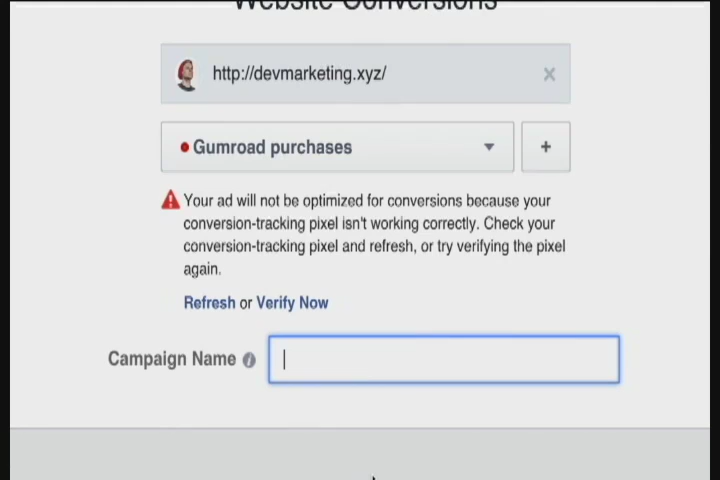 Website Conversions
http://devmarketing.xyz/
Gumroad purchases
Your ad will not be optimized for conversions because your
conversion-tracking pixel isn't working correctly. Check your
conversion-tracking pixel and refresh, or try verifying the pixel
again.
Refresh or Verify Now
Campaign Name